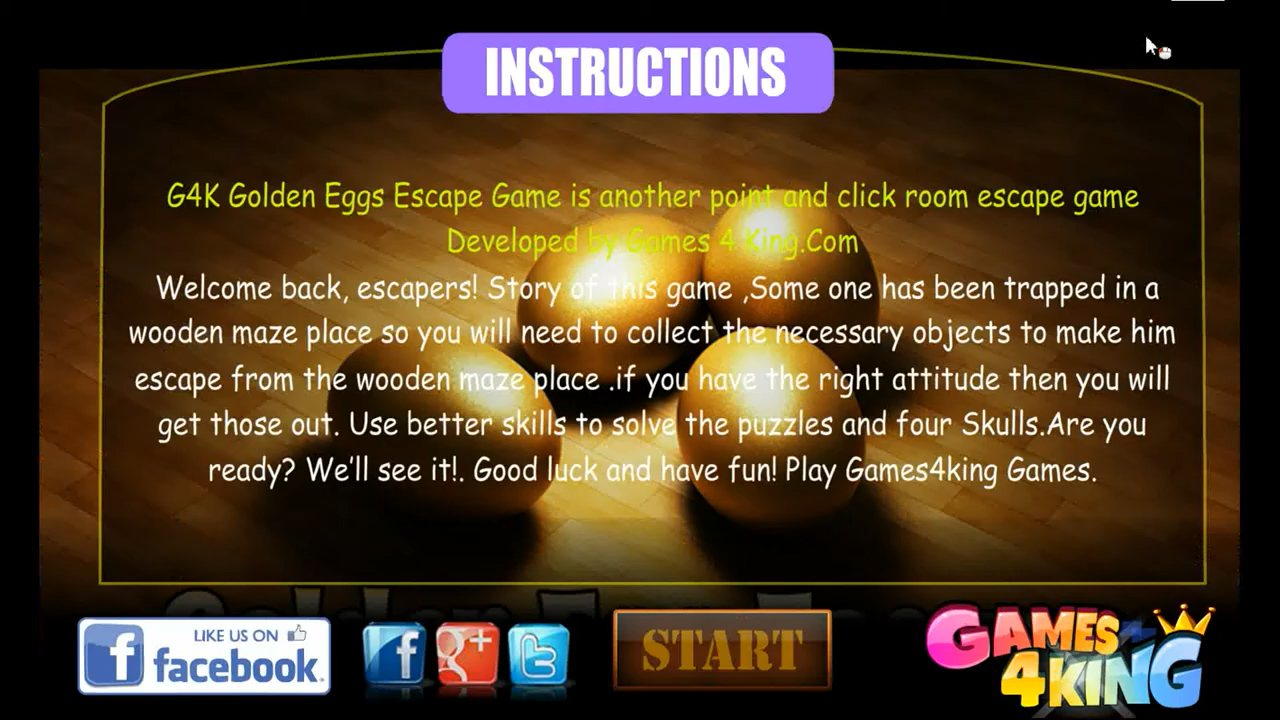 INSTRUCTIONS
G4K Golden Eggs Escape Game is another point and click room escape game
Developed by Games 4 King.Com
Welcome back, escapers! Story of this game ,Some one has been trapped in a
wooden maze place so you will need to collect the necessary objects to make him
escape from the wooden maze place .if you have the right attitude then you will
get those out. Use better skills to solve the puzzles and four Skulls.Are you
ready? We'll see it!. Good luck and have fun! Play Games4king Games.
LIKE US ON
facebook.
START
GAMES
4KING